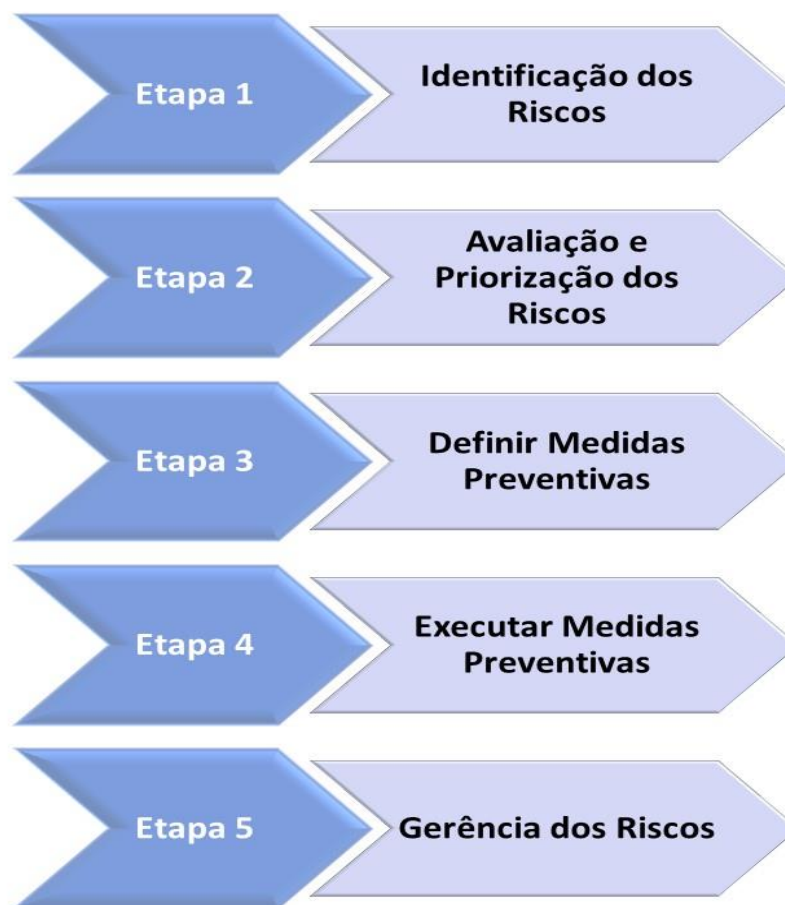 Etapa 1
Identificação dos
Riscos
Etapa 2
Avaliação e
Priorização dos
Riscos
Etapa 3
Definir Medidas
Preventivas
Etapa 4
Executar Medidas
Preventivas
Etapa 5
Gerência dos Riscos